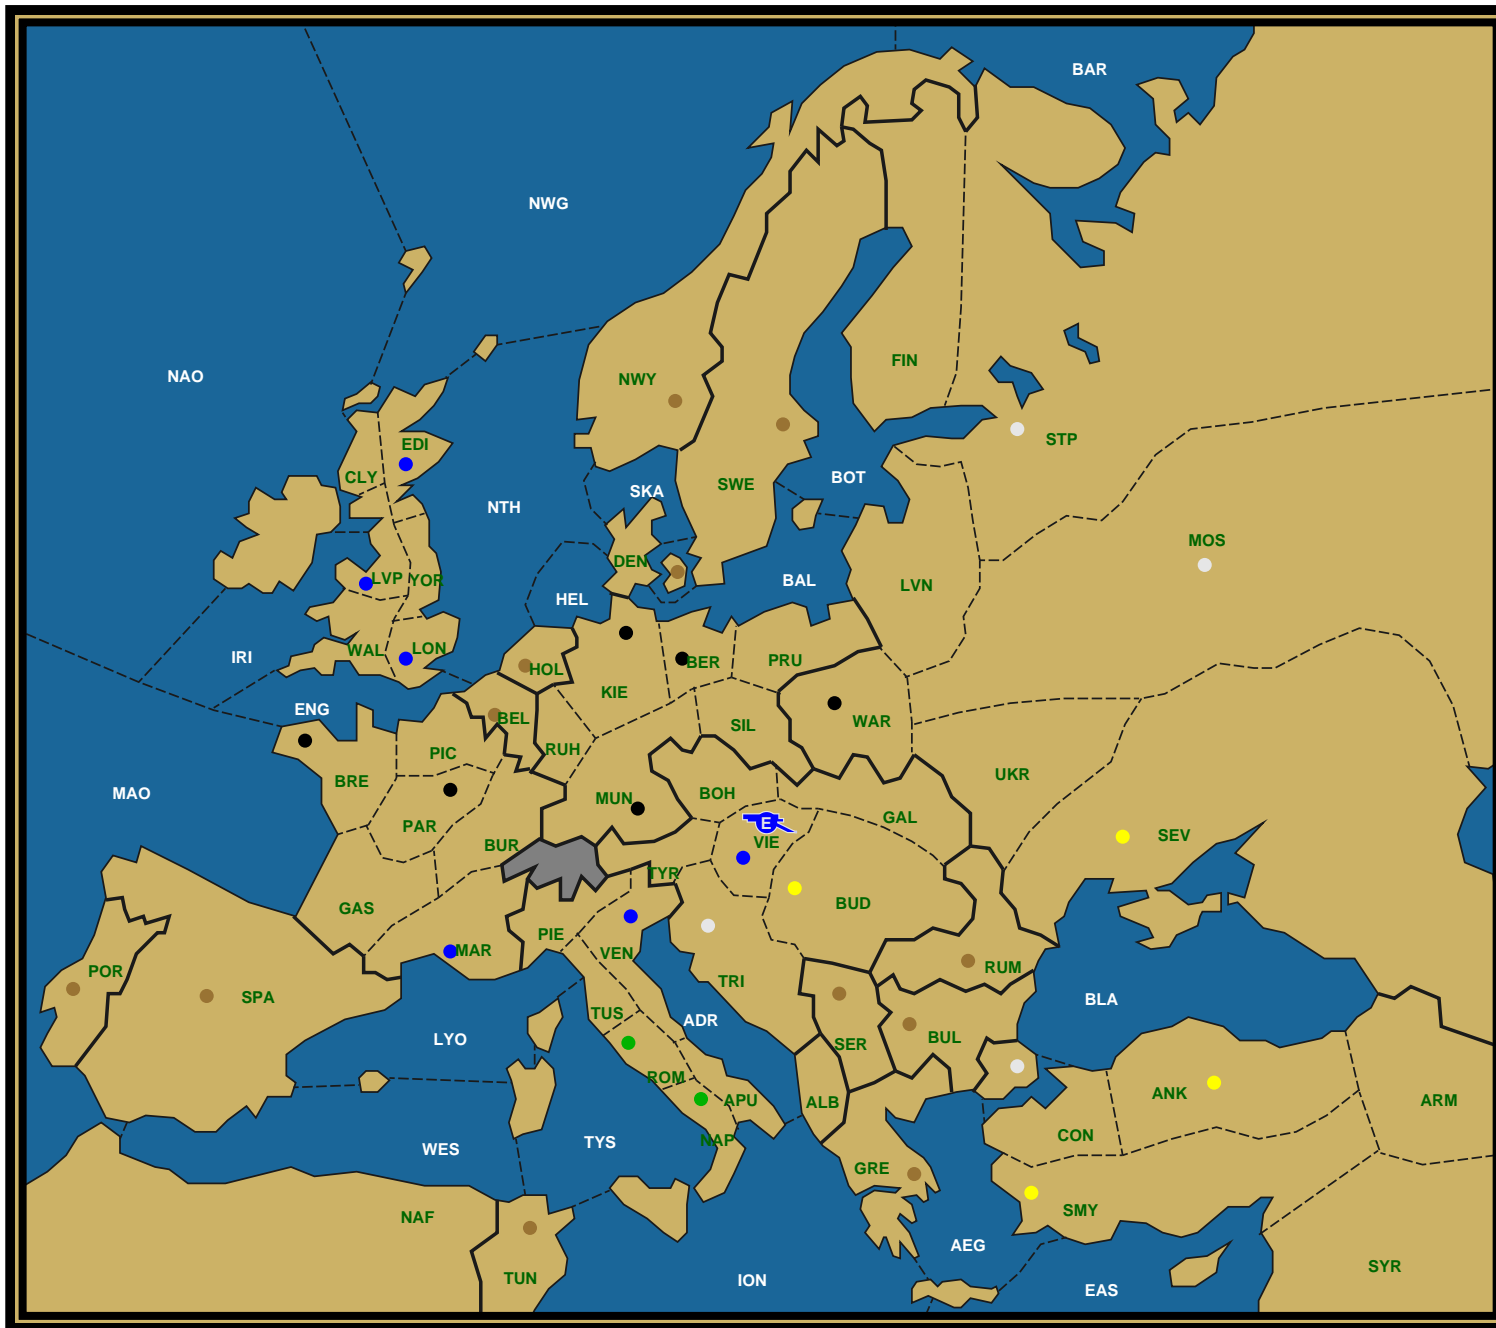 BAR
NWG
NAO
FIN
NWY
STP
EDI
CLY
BOT
SWE
SKA
NTH
MOS
DEN
BAL
LVN
LVP
YOR
HEL
WAL
LON
IRI
HOL
BER
PRU
KIE
ENG
BEL
WAR
SIL
PIC
RUH
UKR
BRE
MAO
BOH
MUN
GAL
PAR
E
SEV
VIE
BUR
TYR
BUD
GAS
PIE
MAR
VEN
RUM
POR
SPA
TRI
BLA
TUS
ADR
LYO
BUL
SER
ROM
ANK
APU
ALB
ARM
CON
NAP
TYS
WES
GRE
SMY
NAF
AEG
SYR
TUN
ION
EAS